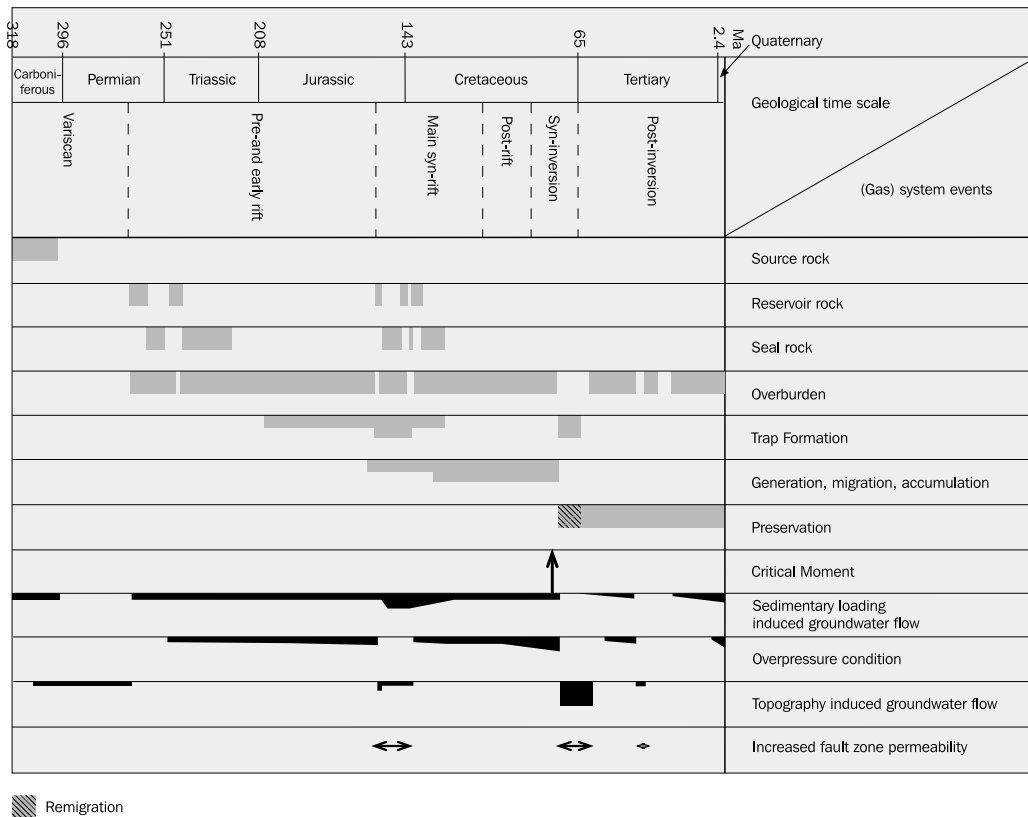 318
296
251
208
143
65
2.4
Ma
Quaternary
Carboni-
ferous
Permian
Triassic
Jurassic
Cretaceous
Tertiary
Geological time scale
Variscan
Pre-and early rift
Main syn-rift
Post-rift
Syn-inversion
Post-inversion
(Gas) system events
Source rock
Reservoir rock
Seal rock
Overburden
Trap Formation
Generation, migration, accumulation
Preservation
Critical Moment
Sedimentary loading
induced groundwater flow
Overpressure condition
Topography induced groundwater flow
Increased fault zone permeability
Remigration